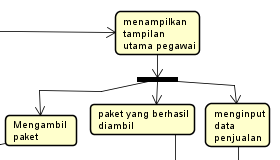 menampilkan
tampilan
utama pegawai
Mengambil
paket
paket yang berhasil
diambil
menginput
data
penjualan